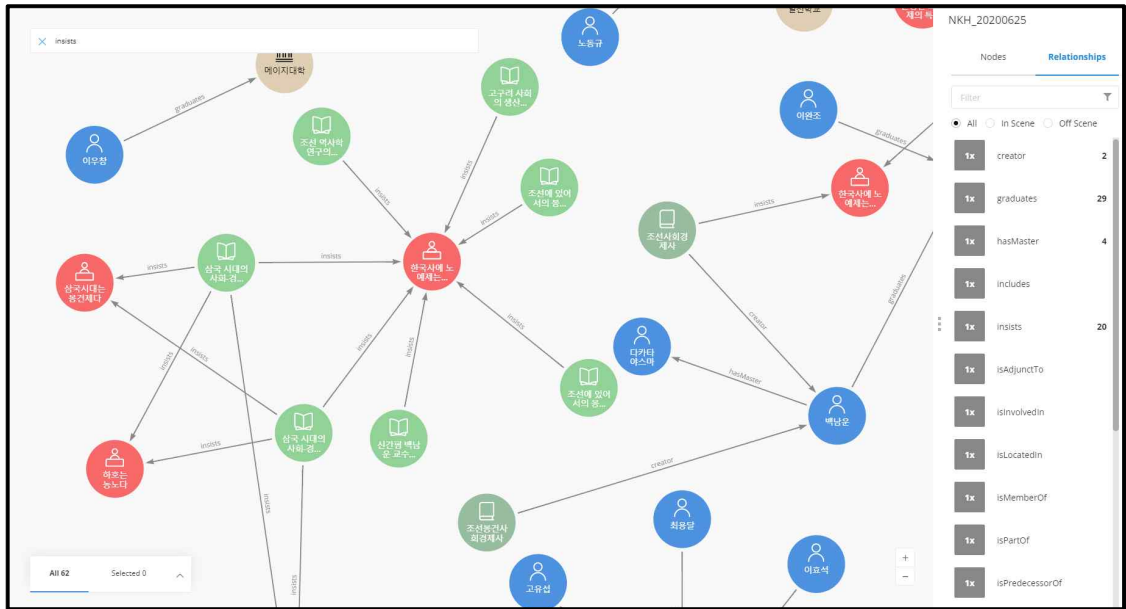 NKH_20200625
insists
Nodes
Relationships
Filter
All
In Scene
Off Scene
1x creator 2
1x graduates 29
1x hasMaster 4
1x includes
1x insists 20
1x isAdjunctTo
1x isInvolvedIn
1x isLocatedIn
1x isMemberOf
1x isPartOf
1x isPredecessorOf
메이지대학
graduates
이우창
노동규
고구려 사회
의 생산...
조선 역사학
연구의...
조선에 있어
서의 봉...
insists
insists
insists
한국사에 노
예제는...
삼국 시대의
사회·경...
insists
insists
삼국시대는
봉건제다
insists
insists
insists
insists
insists
삼국 시대의
사회·경...
신간평 백남
운 교수...
조선에 있어
서의 봉...
insists
하호는
농노다
insists
insists
이완조
graduates
한국사에 노
예제는...
insists
조선사회경
제사
creator
graduates
다카타
야스마
hasMaster
백남운
creator
조선봉건사
회경제사
최용달
이효석
고유섭
All 62
Selected 0
+
−